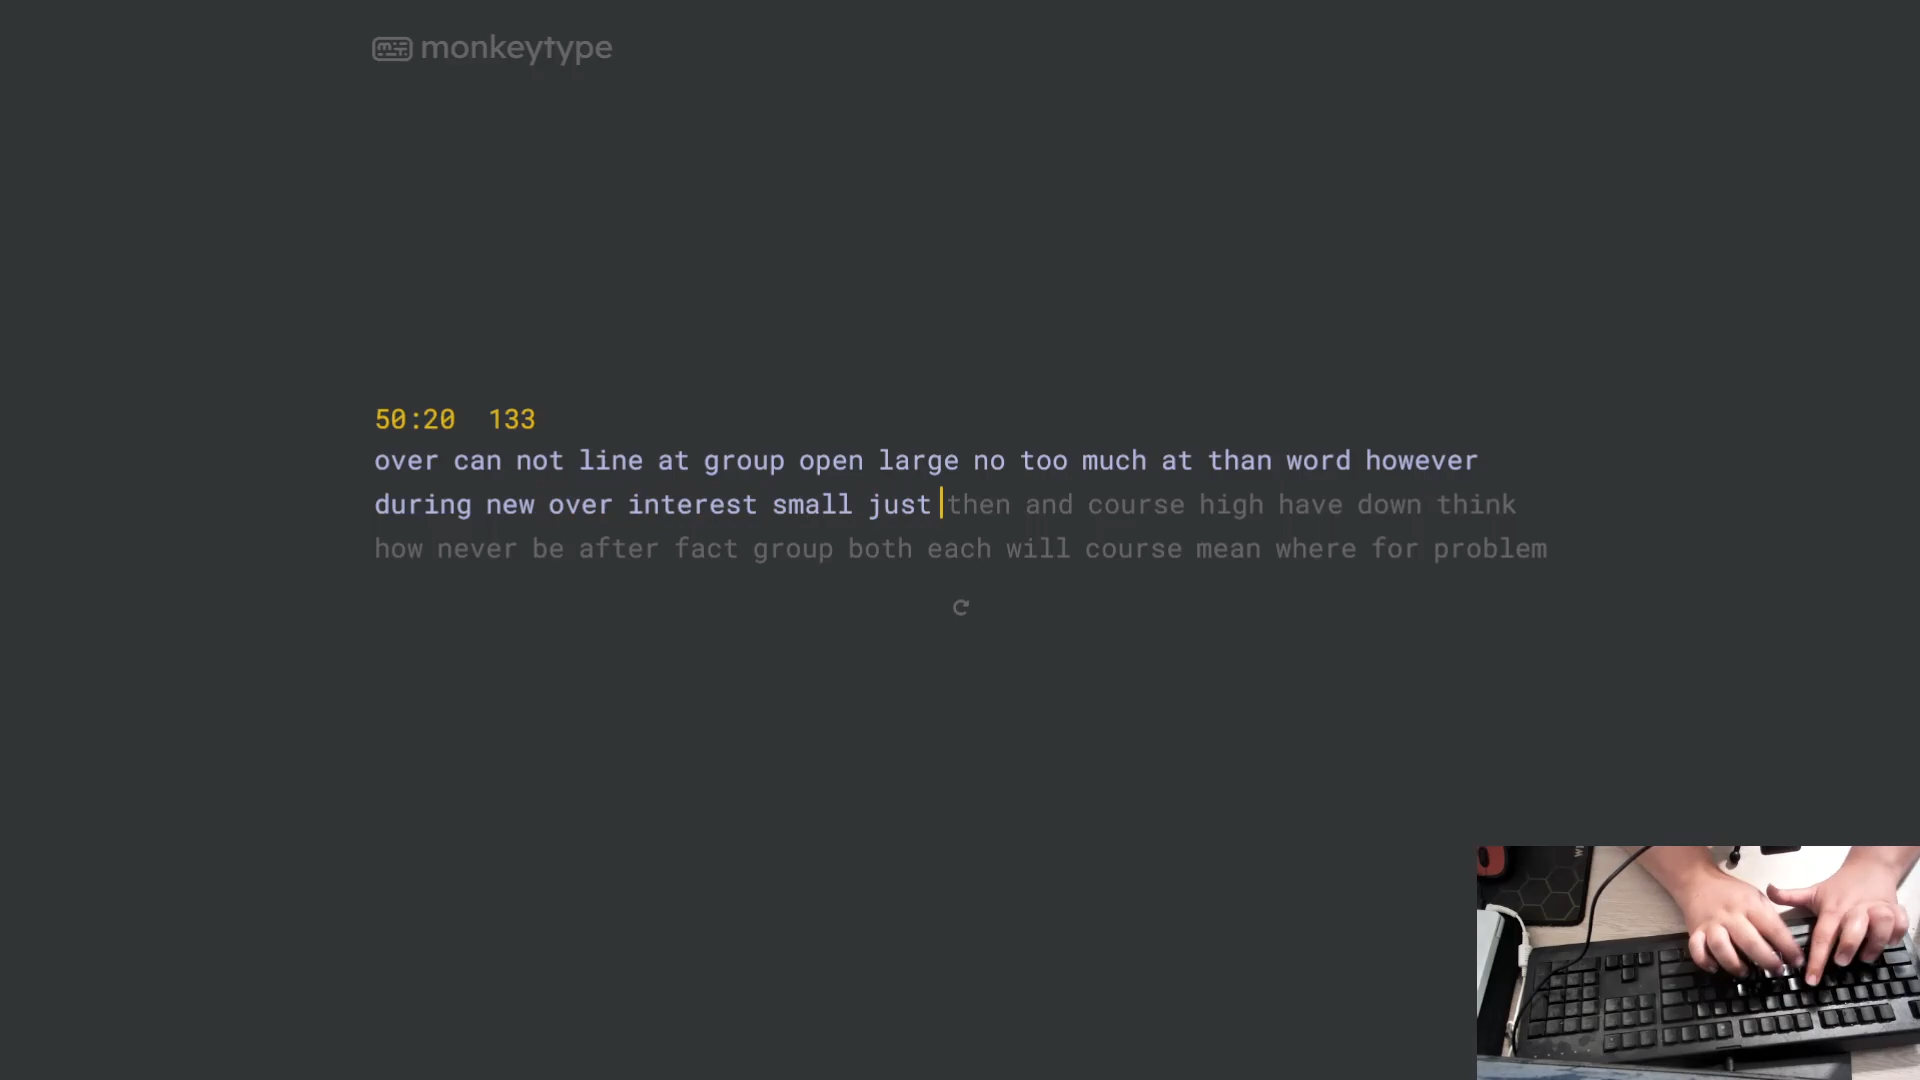 monkeytype
50:20 133
over can not line at group open large no too much at than word however
during new over interest small just then and course high have down think
how never be after fact group both each will course mean where for problem